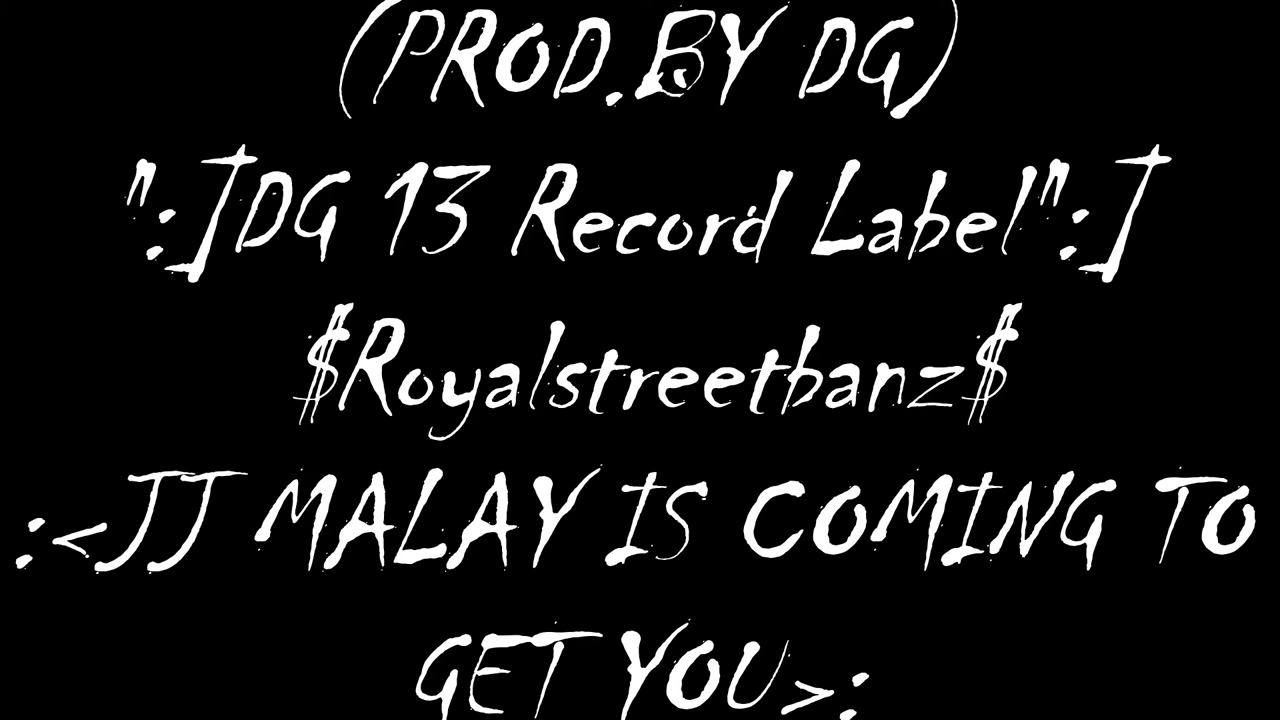 (PROD.BY DG)
":]DG 13 Record Label":]
$Royalstreetbanz$
:<JJ MALAY IS COMING TO
GET YOU>: